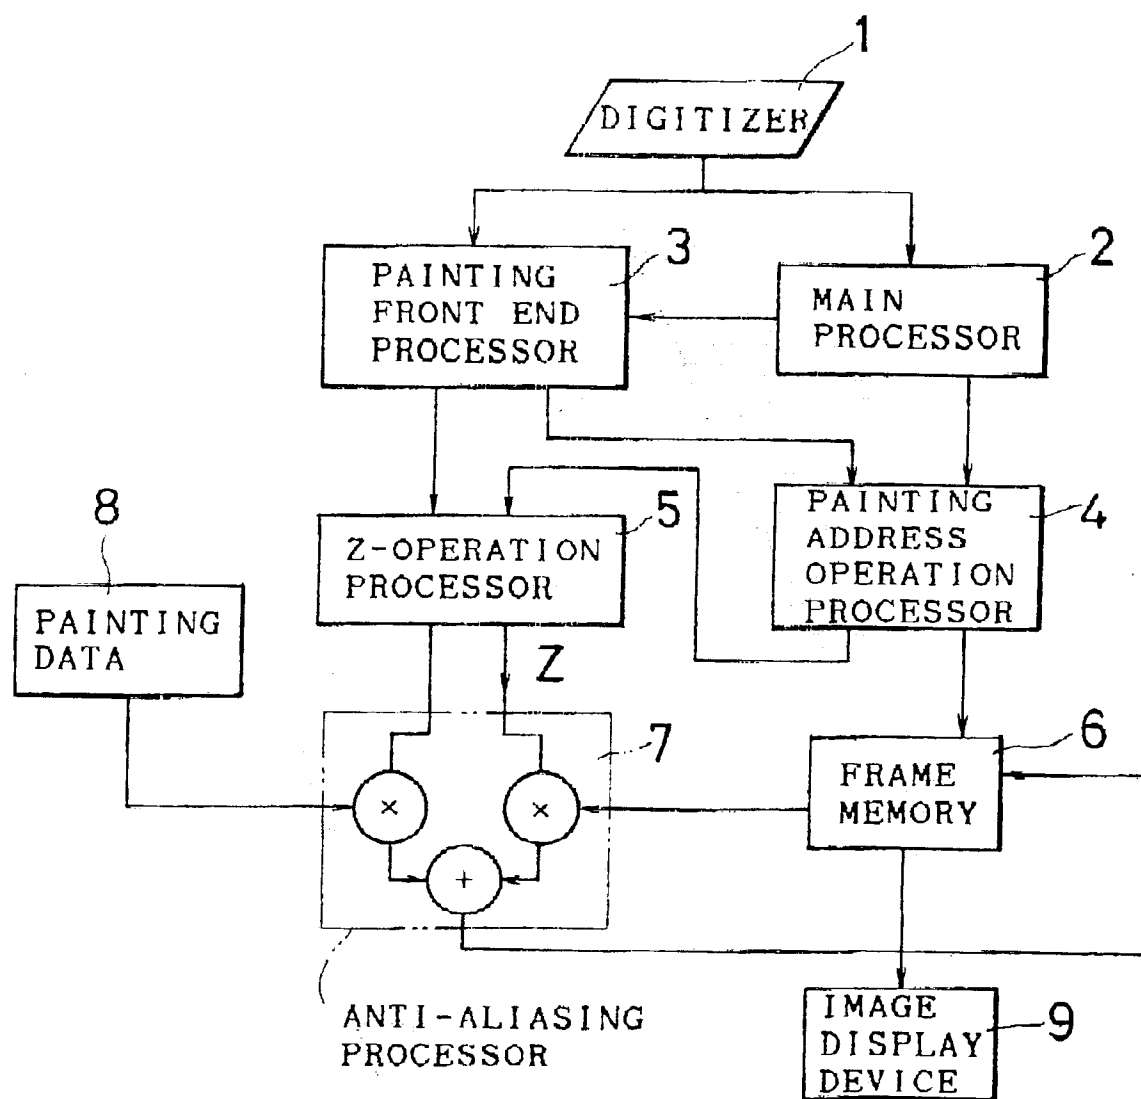 1
DIGITIZER
3
PAINTING
FRONT END
PROCESSOR
2
MAIN
PROCESSOR
8
PAINTING
DATA
5
Z-OPERATION
PROCESSOR
4
PAINTING
ADDRESS
OPERATION
PROCESSOR
Z
7
×
×
+
6
FRAME
MEMORY
ANTI-ALIASING
PROCESSOR
9
IMAGE
DISPLAY
DEVICE